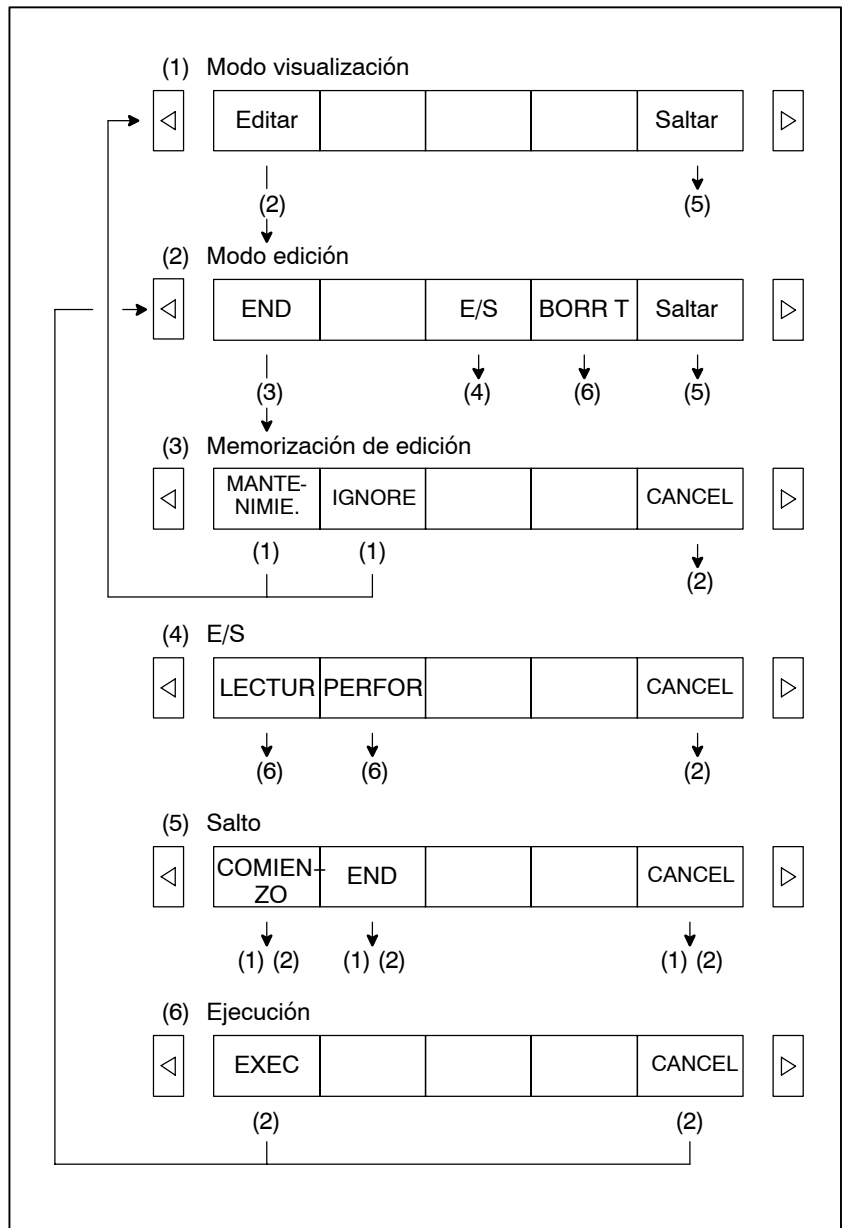 (1) Modo visualización
Editar Saltar
(2) (5)
(2) Modo edición
END E/S BORR T Saltar
(3) (4) (6) (5)
(3) Memorización de edición
MANTE-
NIMIE. IGNORE CANCEL
(1) (1) (2)
(4) E/S
LECTUR PERFOR CANCEL
(6) (6) (2)
(5) Salto
COMIEN-
ZO END CANCEL
(1) (2) (1) (2) (1) (2)
(6) Ejecución
EXEC CANCEL
(2) (2)